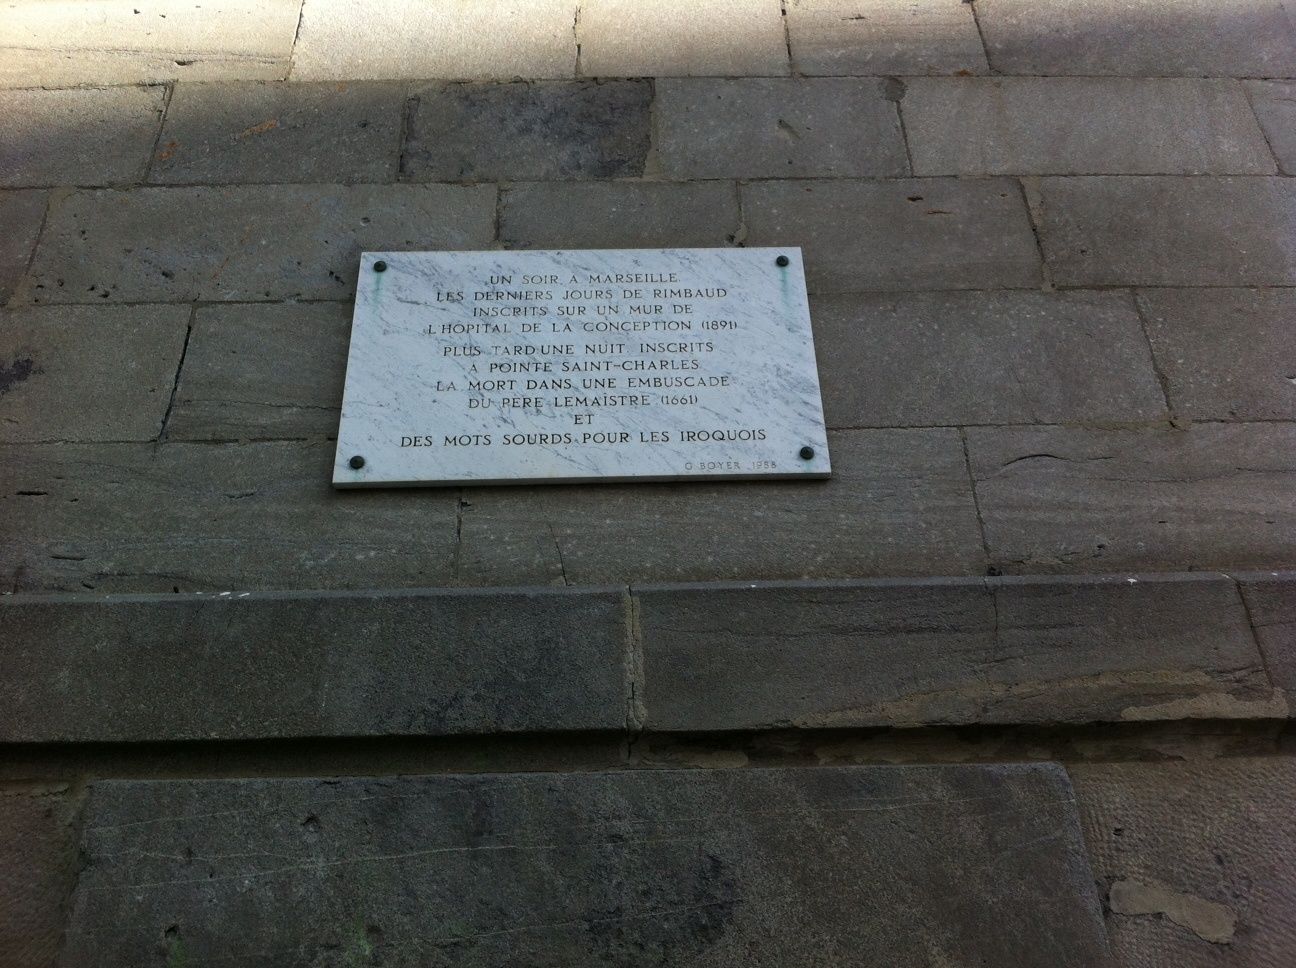 UN SOIR A MARSEILLE
LES DERNIERS JOURS DE RIMBAUD
INSCRITS SUR UN MUR DE
L'HOPITAL DE LA CONCEPTION (1891)
PLUS TARD UNE NUIT INSCRITS
A POINTE SAINT-CHARLES
LA MORT DANS UNE EMBUSCADE
DU PERE LEMAÎSTRE (1661)
ET
DES MOTS SOURDS POUR LES IROQUOIS
G BOYER 1988